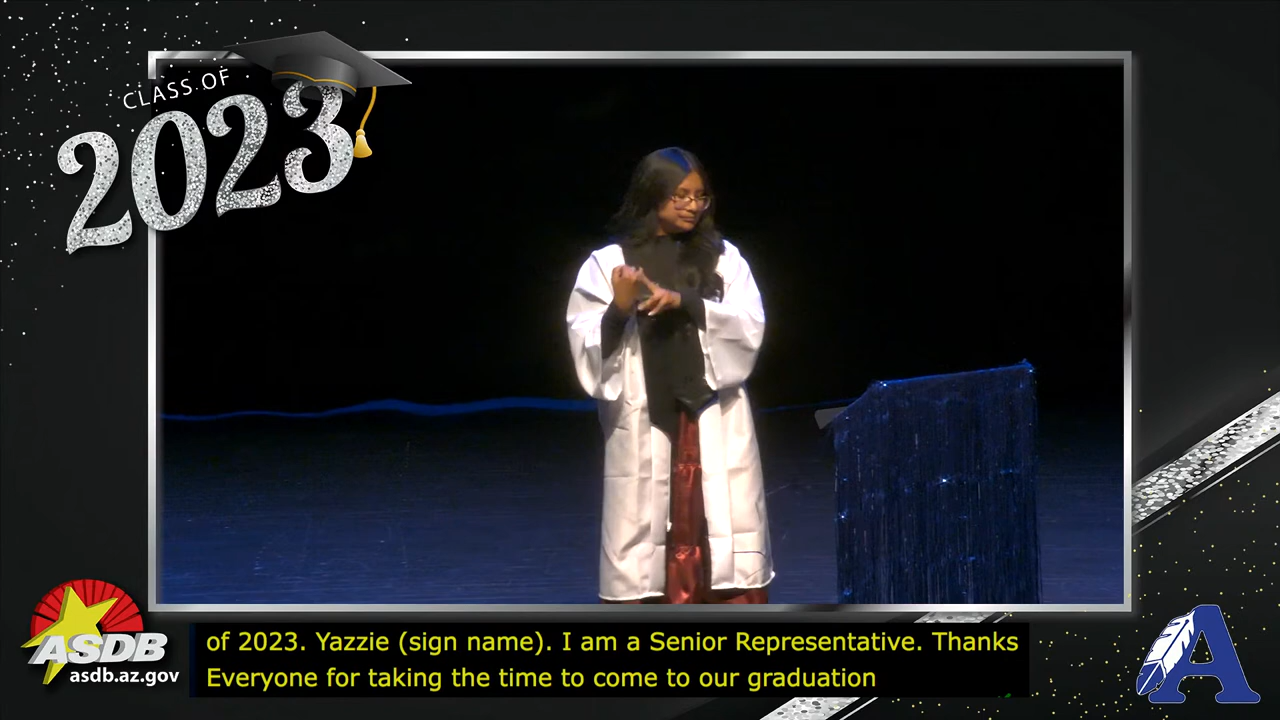 CLASS OF
2023
of 2023. Yazzie (sign name). I am a Senior Representative. Thanks
Everyone for taking the time to come to our graduation
ASDB
asdb.az.gov
A